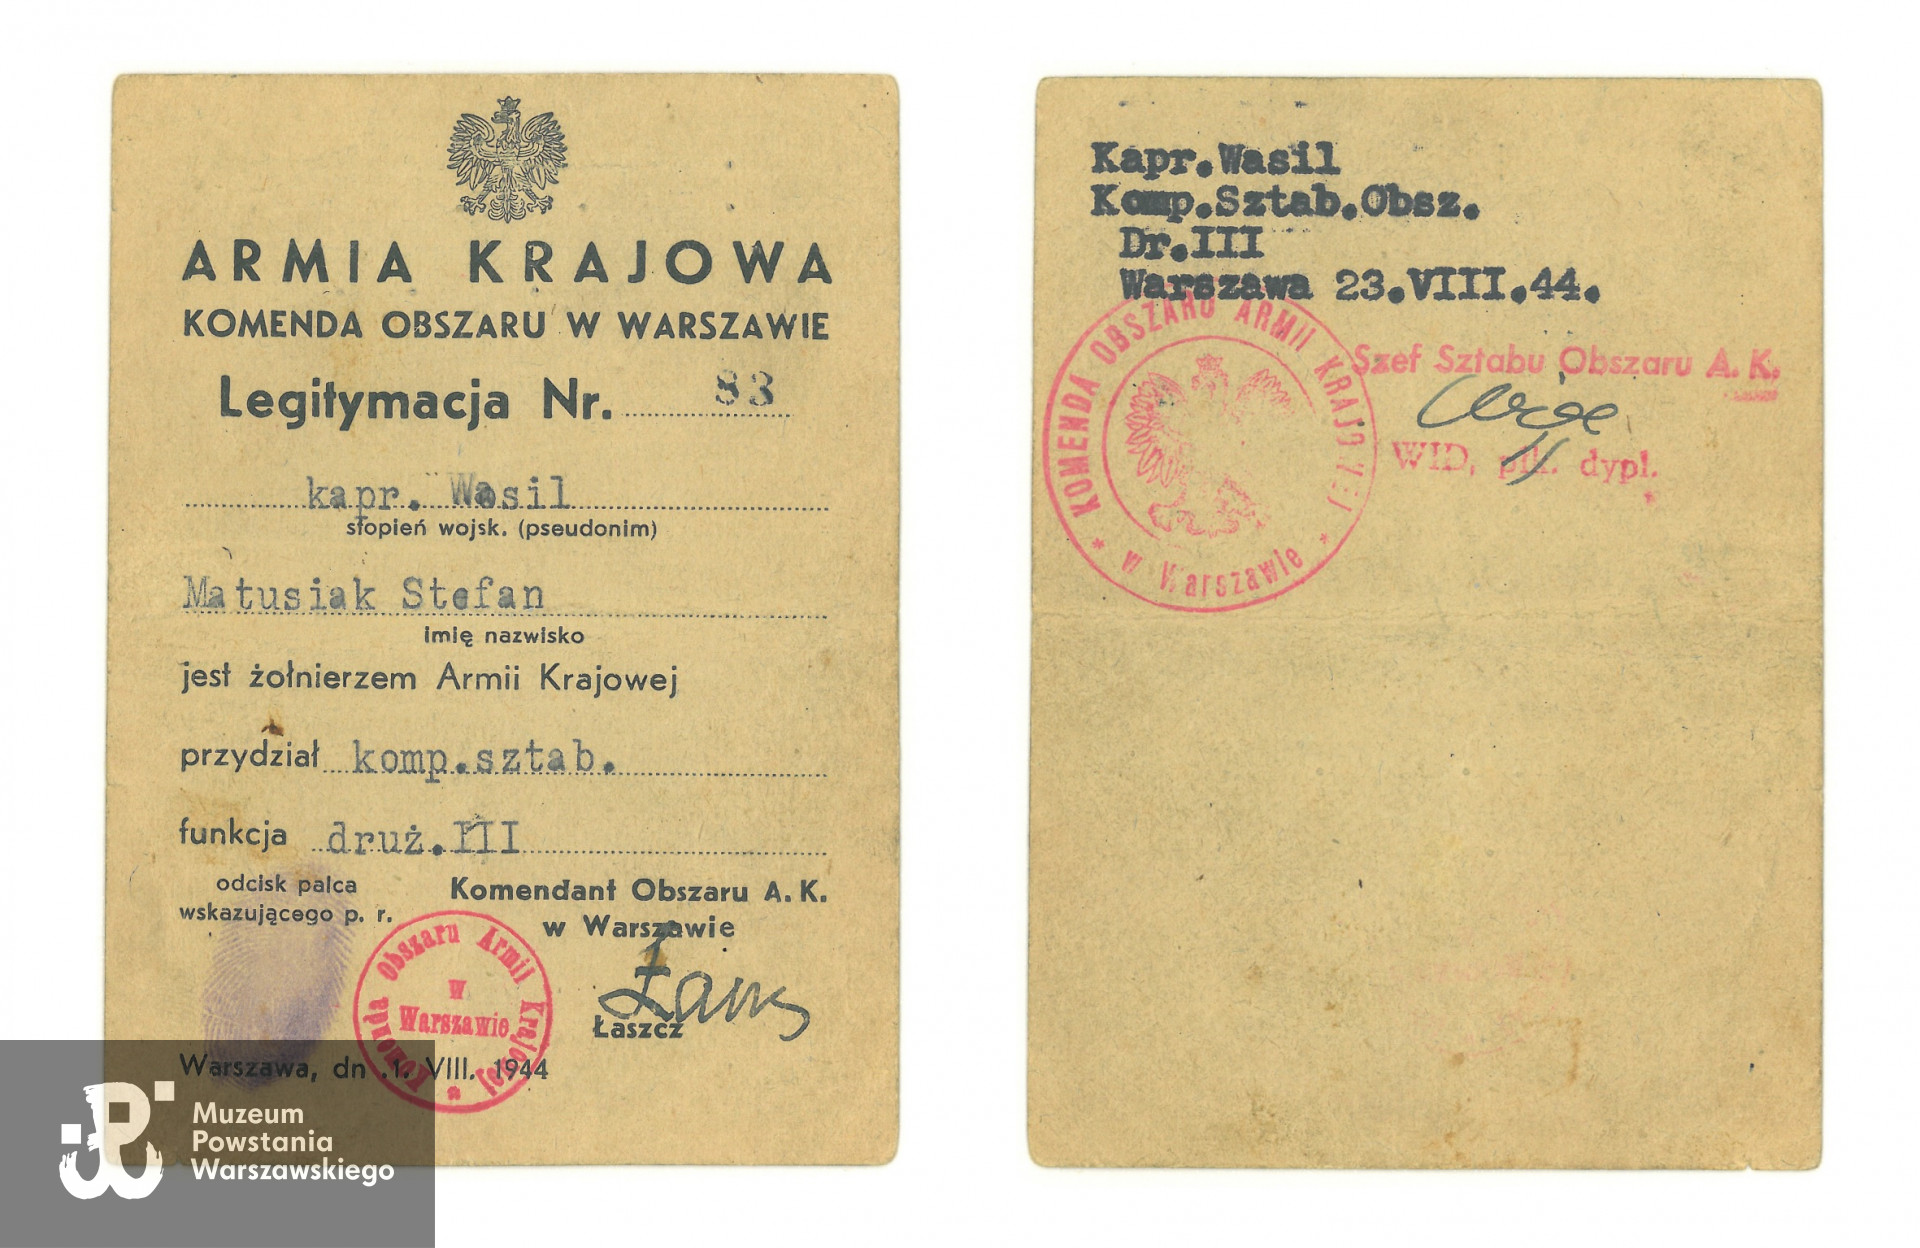 ARMIA KRAJOWA
KOMENDA OBSZARU W WARSZAWIE
Legitymacja Nr. 83
kapr. Wasil
stopień wojsk. (pseudonim)
Matusiak Stefan
imię nazwisko
jest żołnierzem Armii Krajowej
przydział komp.sztab.
funkcja druż.III
odcisk palca
wskazującego p. r.
Komendant Obszaru A. K.
w Warszawie
Łaszcz
Łaszcz
Komenda Obszaru Armii Krajowej *
w
Warszawie
Warszawa, dn .1. VIII. 1944
Muzeum
Powstania
Warszawskiego
Kapr.Wasil
Komp.Sztab.Obsz.
Dr.III
Warszawa 23.VIII.44.
KOMENDA OBSZARU ARMII KRAJOWEJ
* w Warszawie *
Szef Sztabu Obszaru A. K.
WID, płk. dypl.